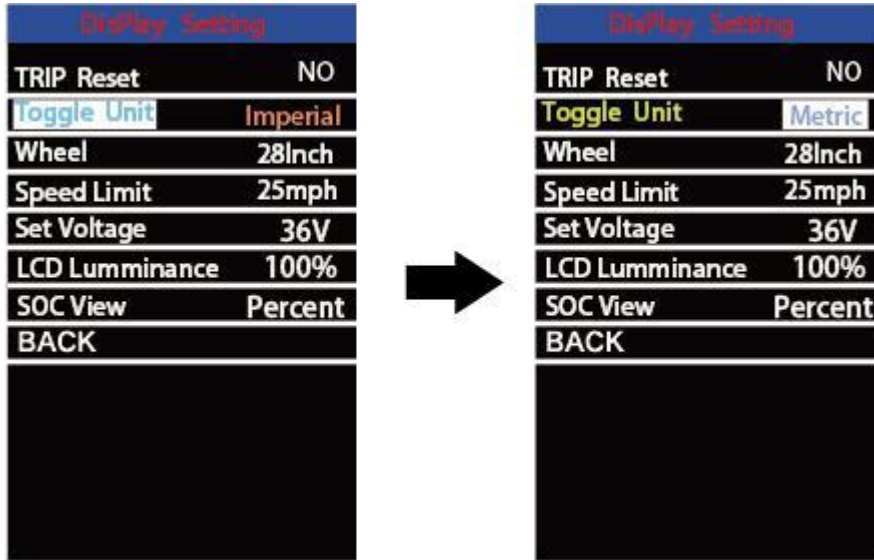 DisPlay Setting
TRIP Reset NO
Toggle Unit Imperial
Wheel 28Inch
Speed Limit 25mph
Set Voltage 36V
LCD Lumminance 100%
SOC View Percent
BACK
DisPlay Setting
TRIP Reset NO
Toggle Unit Metric
Wheel 28Inch
Speed Limit 25mph
Set Voltage 36V
LCD Lumminance 100%
SOC View Percent
BACK